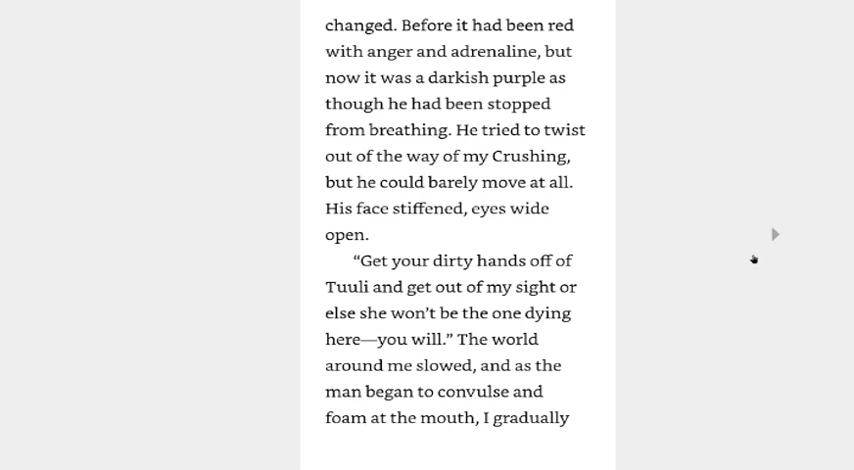 changed. Before it had been red
with anger and adrenaline, but
now it was a darkish purple as
though he had been stopped
from breathing. He tried to twist
out of the way of my Crushing,
but he could barely move at all.
His face stiffened, eyes wide
open.
“Get your dirty hands off of
Tuuli and get out of my sight or
else she won’t be the one dying
here—you will.” The world
around me slowed, and as the
man began to convulse and
foam at the mouth, I gradually